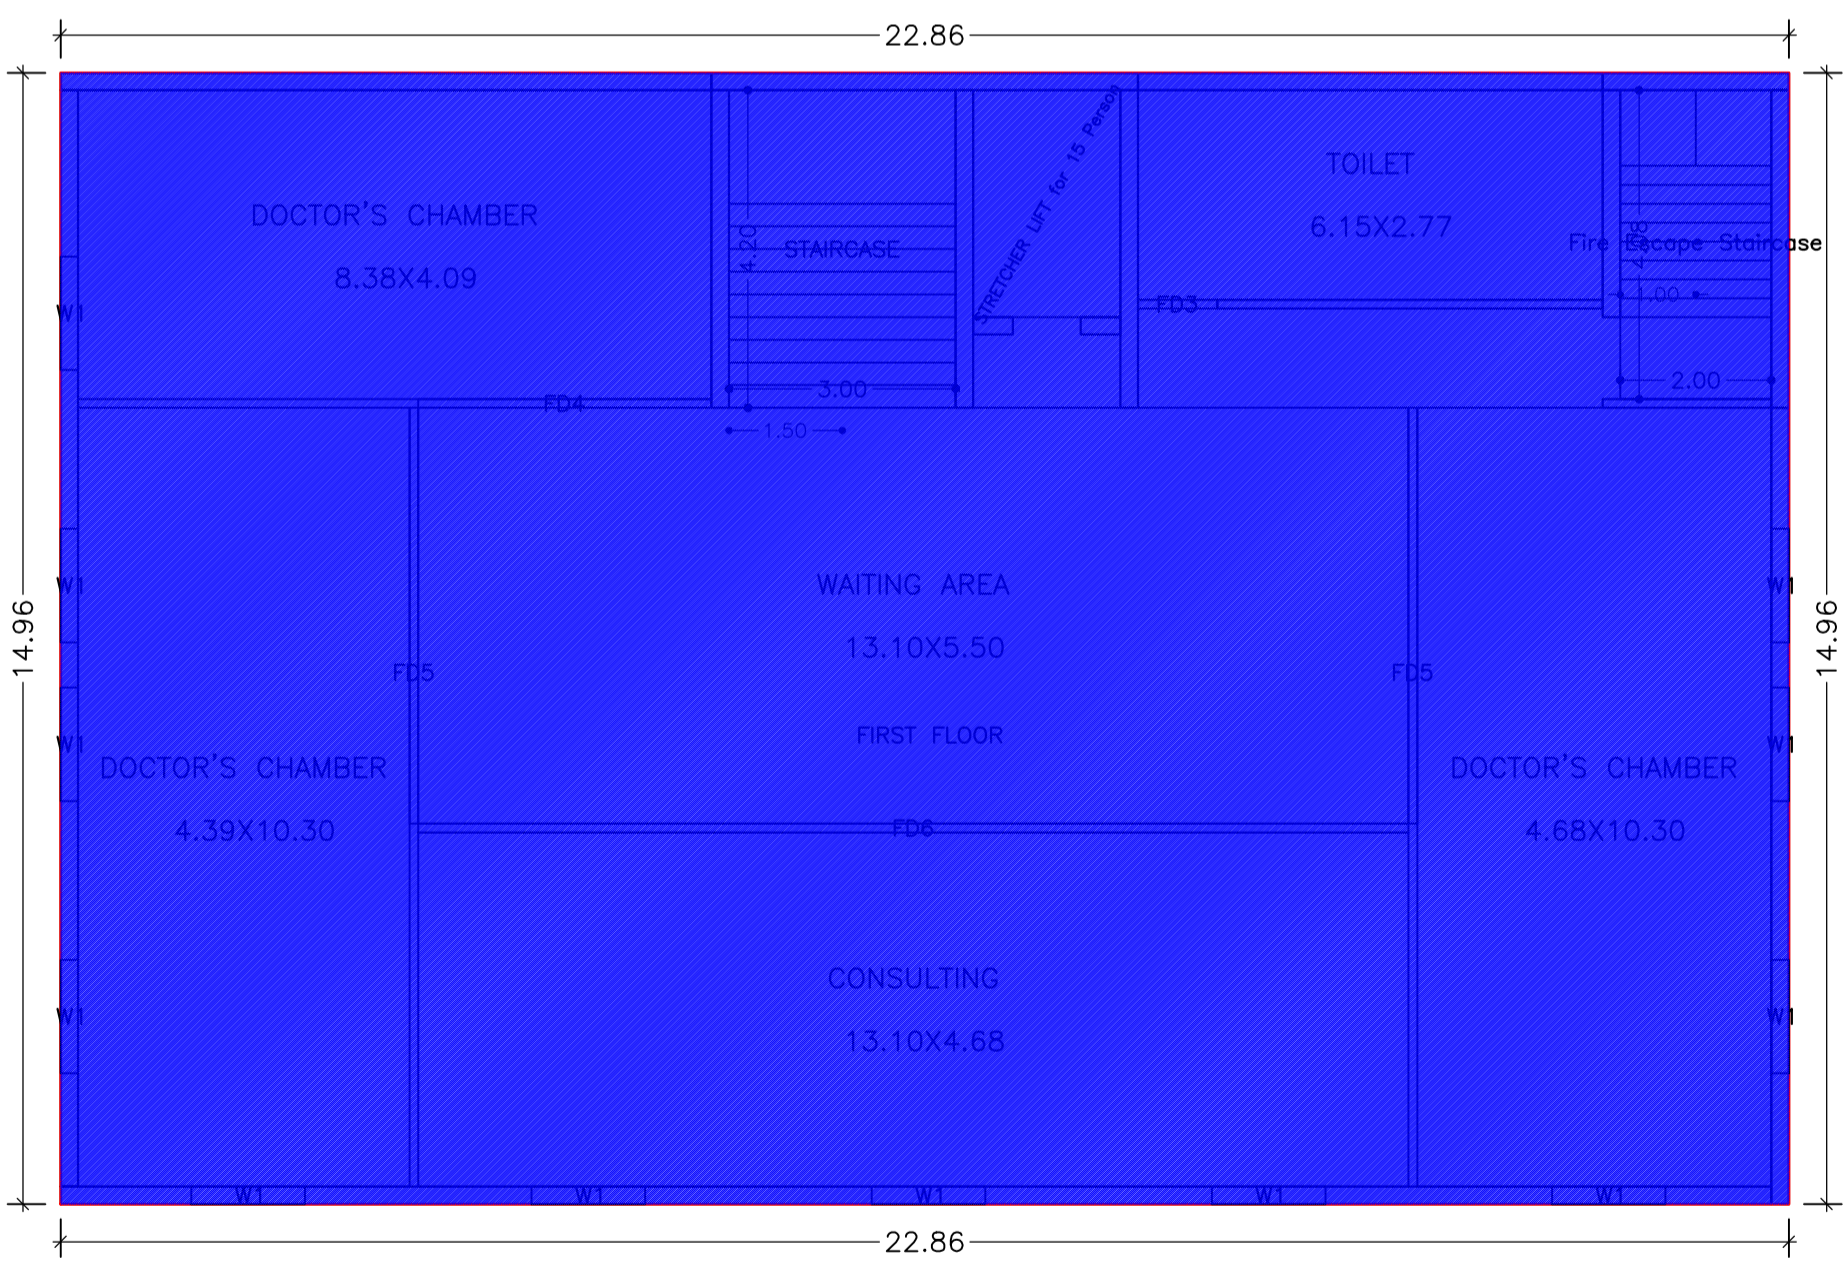 22.86
14.96
14.96
DOCTOR'S CHAMBER
8.38X4.09
STAIRCASE
4.20
3.00
1.50
STRETCHER LIFT for 15 Person
TOILET
6.15X2.77
FD3
Fire Escape Staircase
1.00
2.00
W1
FD4
WAITING AREA
13.10X5.50
W1
W1
FD5
FD5
FIRST FLOOR
W1
W1
DOCTOR'S CHAMBER
4.39X10.30
DOCTOR'S CHAMBER
4.68X10.30
FD6
CONSULTING
13.10X4.68
W1
W1
W1
W1
W1
W1
W1
22.86